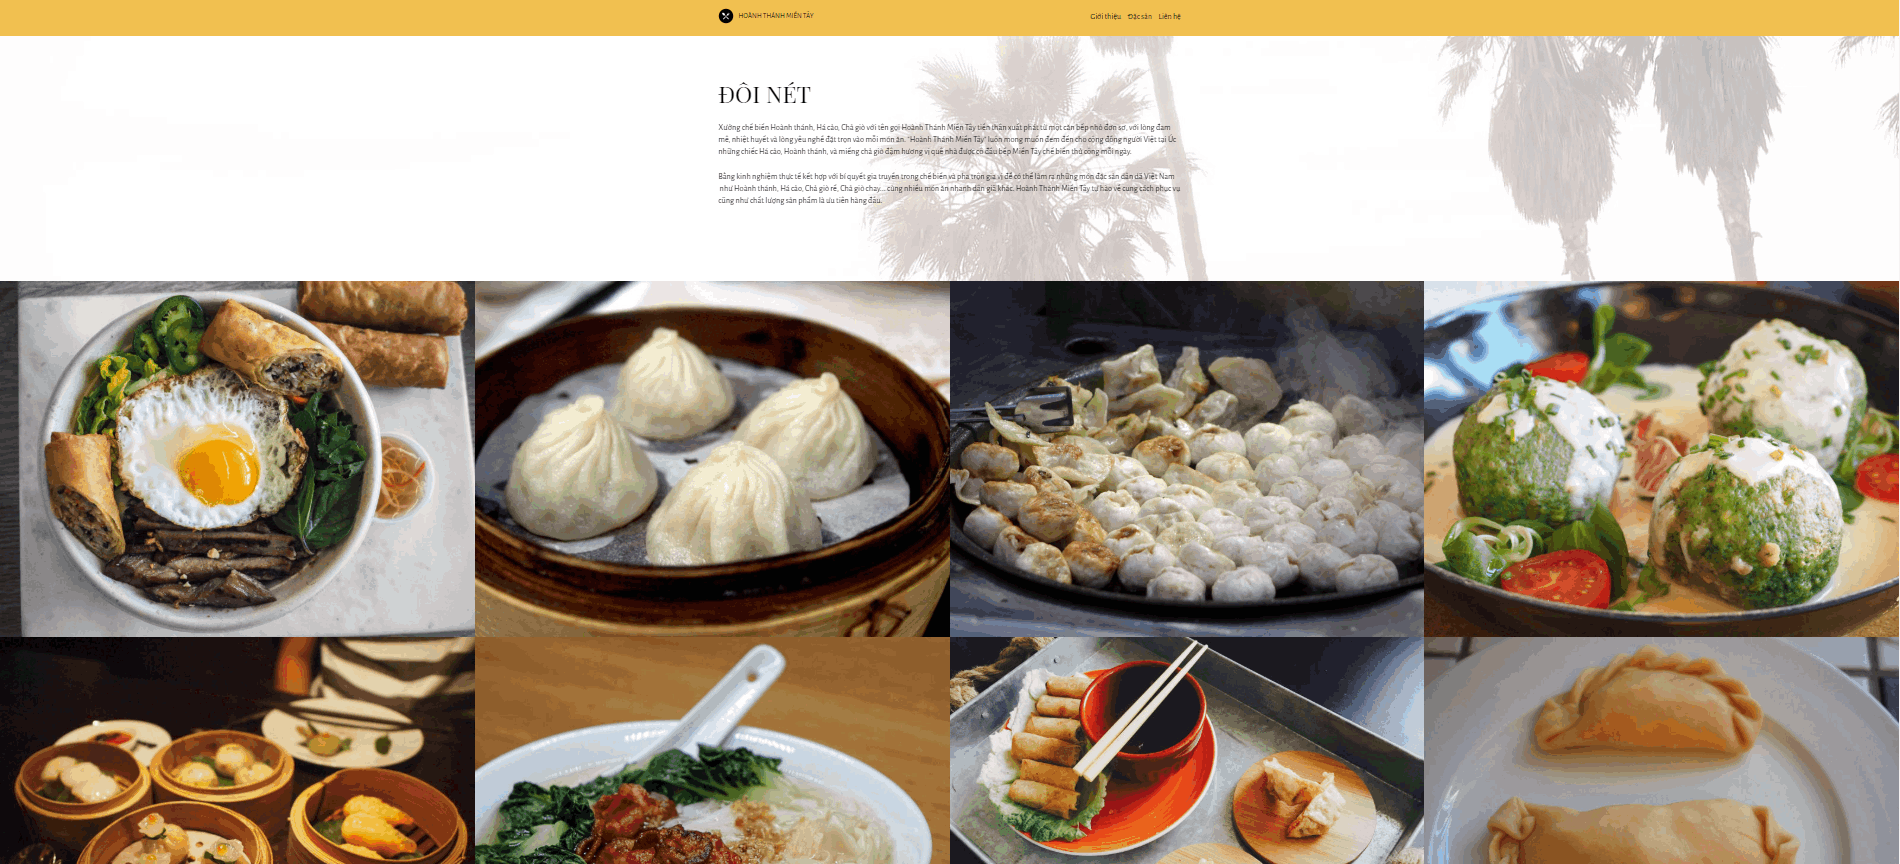 HOÀNH THÁNH MIỀN TÂY
Giới thiệu Đặc sản Liên hệ
ĐÔI NÉT
Xưởng chế biến Hoành thánh, Há cảo, Chả giò với tên gọi Hoành Thánh Miền Tây tiền thân xuất phát từ một căn bếp nhỏ đơn sơ, với lòng đam
mê, nhiệt huyết và lòng yêu nghề đặt trọn vào mỗi món ăn. "Hoành Thánh Miền Tây" luôn mong muốn đem đến cho cộng đồng người Việt tại Úc
những chiếc Há cảo, Hoành thánh, và miếng chả giò đậm hương vị quê nhà được cô đầu bếp Miền Tây chế biến thủ công mỗi ngày.
Bằng kinh nghiệm thực tế kết hợp với bí quyết gia truyền trong chế biến và pha trộn gia vị để có thể làm ra những món đặc sản dân dã Việt Nam
như Hoành thánh, Há cảo, Chả giò rế, Chả giò chay... cùng nhiều món ăn nhanh dân giã khác. Hoành Thánh Miền Tây tự hào về cung cách phục vụ
cũng như chất lượng sản phẩm là ưu tiên hàng đầu.